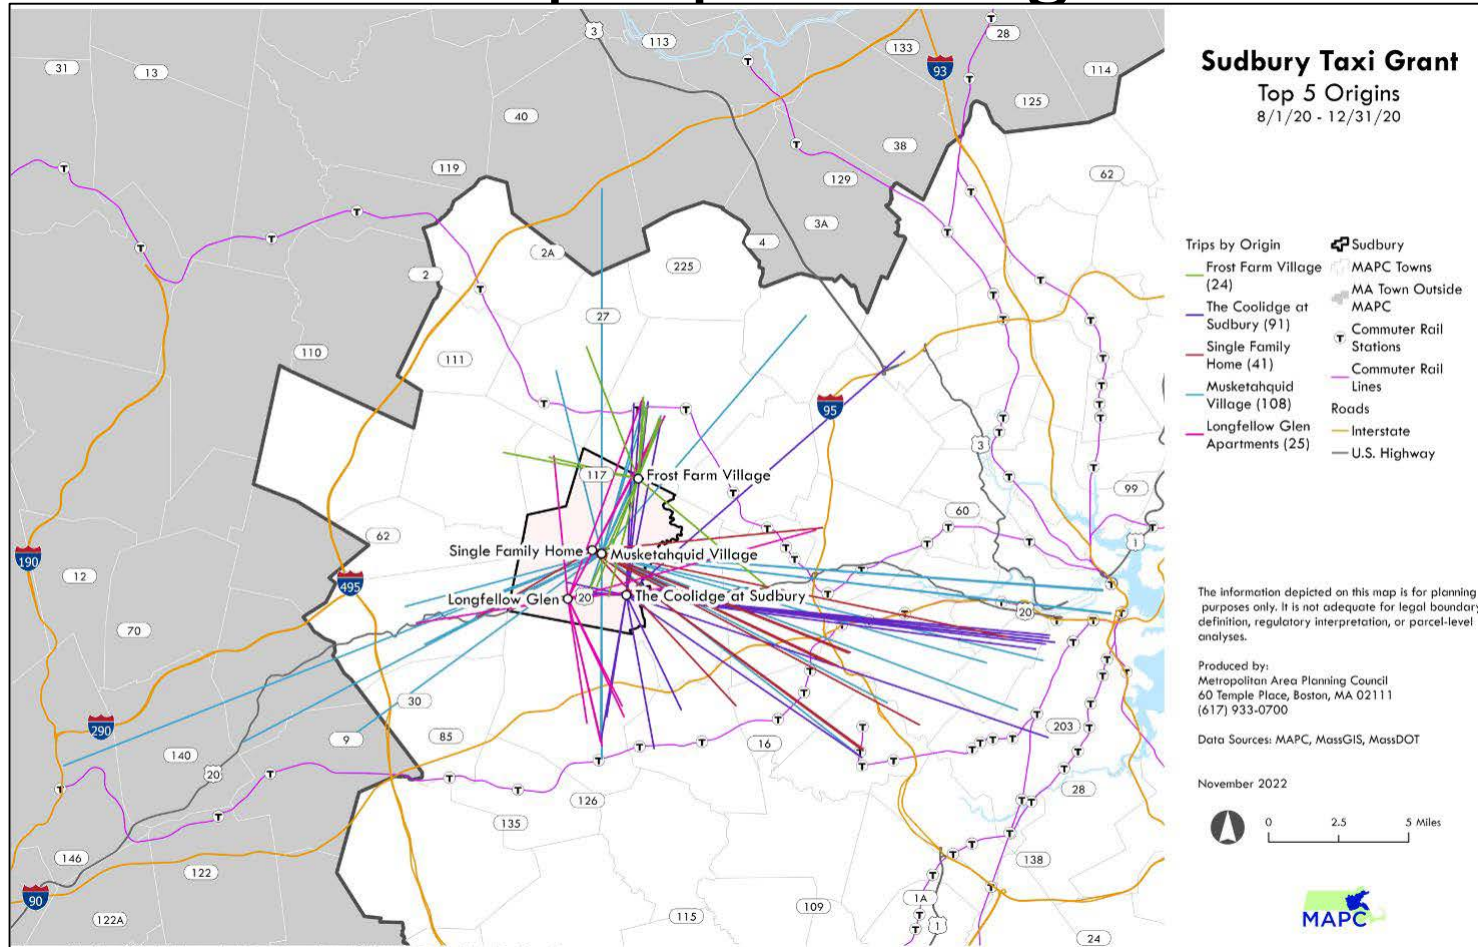 Sudbury Taxi Grant
Top 5 Origins
8/1/20 - 12/31/20
Trips by Origin
Frost Farm Village
(24)
The Coolidge at
Sudbury (91)
Single Family
Home (41)
Musketahquid
Village (108)
Longfellow Glen
Apartments (25)
Sudbury
MAPC Towns
MA Town Outside
MAPC
Commuter Rail
Stations
Commuter Rail
Lines
Roads
Interstate
U.S. Highway
The information depicted on this map is for planning
purposes only. It is not adequate for legal boundary
definition, regulatory interpretation, or parcel-level
analyses.
Produced by:
Metropolitan Area Planning Council
60 Temple Place, Boston, MA 02111
(617) 933-0700
Data Sources: MAPC, MassGIS, MassDOT
November 2022
0 2.5 5 Miles
MAPC
3
113
133
28
31
13
93
114
125
40
38
119
129
62
3A
4
2A
225
2
27
110
111
95
3
117
Frost Farm Village
99
60
1
62
Single Family Home
Musketahquid Village
190
12
495
Longfellow Glen
20
The Coolidge at Sudbury
20
70
30
290
9
85
203
140
16
20
126
28
135
146
138
122
90
1A
109
122A
115
1
24